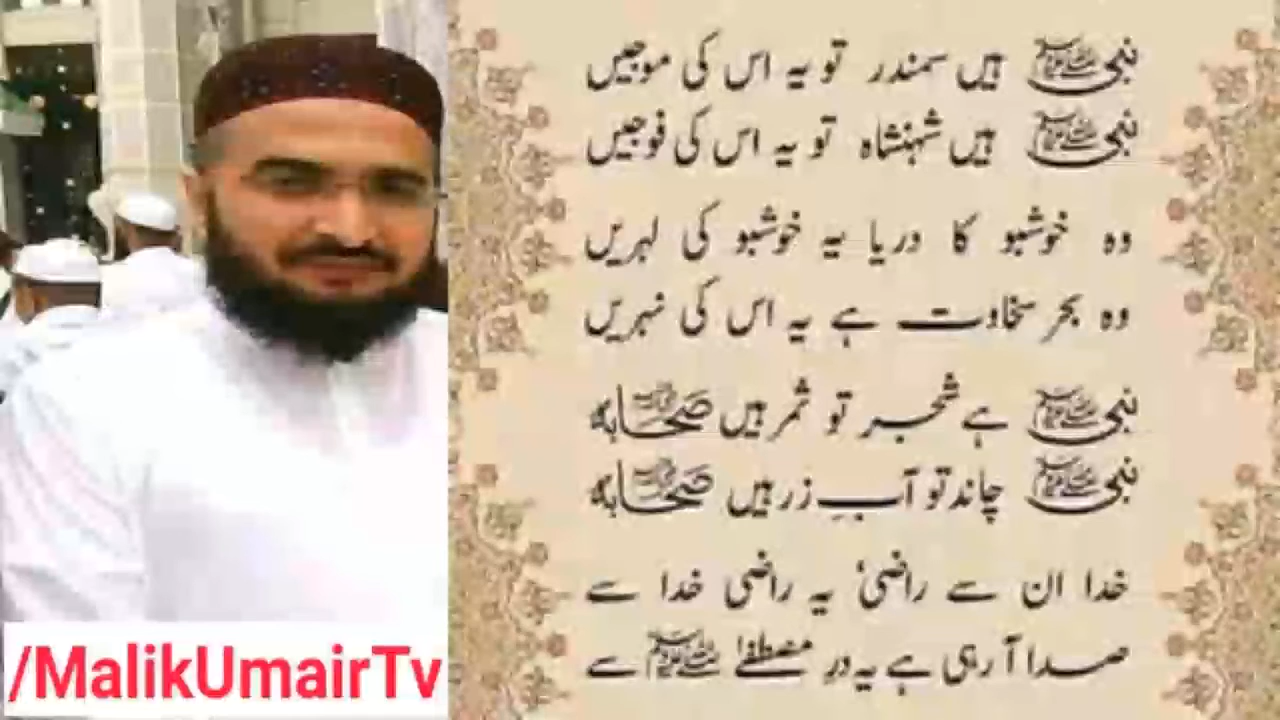 نبی ﷺ ہیں سمندر تو یہ اس کی موجیں
نبی ﷺ ہیں شہنشاہ تو یہ اس کی فوجیں
وہ خوشبو کا دریا یہ خوشبو کی لہریں
وہ بحر سخاوت ہے یہ اس کی نہریں
نبی ﷺ ہے شجر تو ثمر ہیں صحابہؓ
نبی ﷺ چاند تو آبِ زر ہیں صحابہؓ
خدا ان سے راضی، یہ راضی خدا سے
صدا آ رہی ہے یہ درِ مصطفیٰ ﷺ سے
/MalikUmairTv